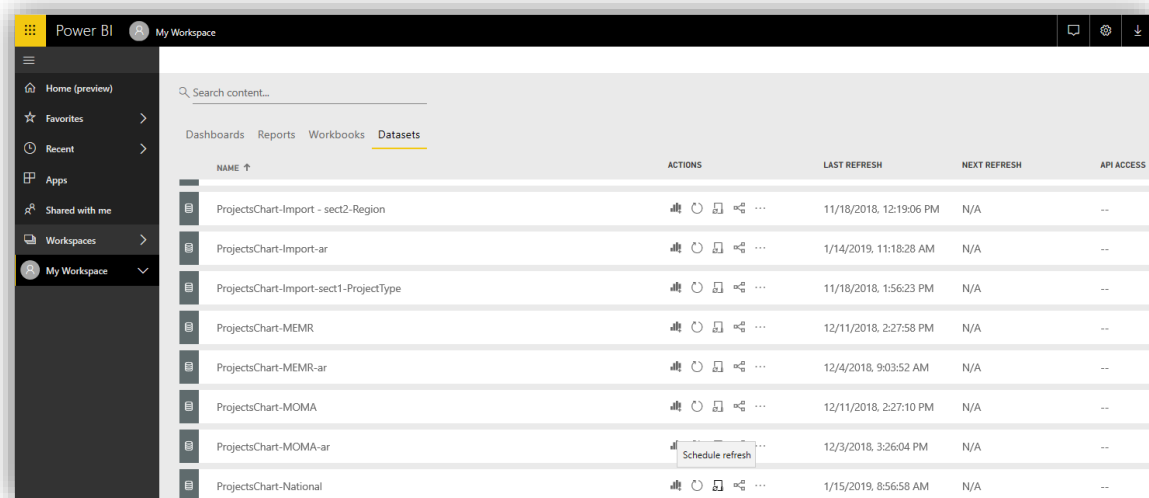 Power BI My Workspace
Home (preview)
Favorites
Recent
Apps
Shared with me
Workspaces
My Workspace
Search content...
Dashboards Reports Workbooks Datasets
NAME ↑ ACTIONS LAST REFRESH NEXT REFRESH API ACCESS
ProjectsChart-Import - sect2-Region ... 11/18/2018, 12:19:06 PM N/A --
ProjectsChart-Import-ar ... 1/14/2019, 11:18:28 AM N/A --
ProjectsChart-Import-sect1-ProjectType ... 11/18/2018, 1:56:23 PM N/A --
ProjectsChart-MEMR ... 12/11/2018, 2:27:58 PM N/A --
ProjectsChart-MEMR-ar ... 12/4/2018, 9:03:52 AM N/A --
ProjectsChart-MOMA ... 12/11/2018, 2:27:10 PM N/A --
ProjectsChart-MOMA-ar ... 12/3/2018, 3:26:04 PM N/A --
Schedule refresh
ProjectsChart-National ... 1/15/2019, 8:56:58 AM N/A --